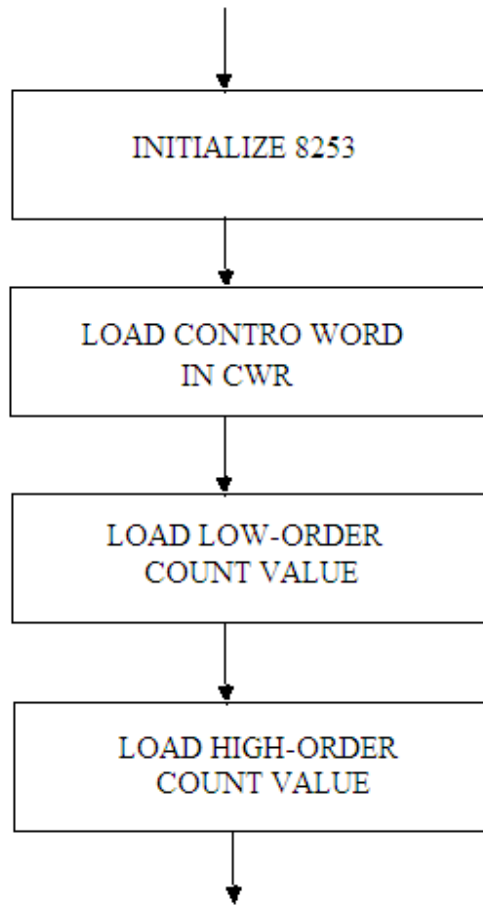 INITIALIZE 8253
LOAD CONTRO WORD
IN CWR
LOAD LOW-ORDER
COUNT VALUE
LOAD HIGH-ORDER
COUNT VALUE